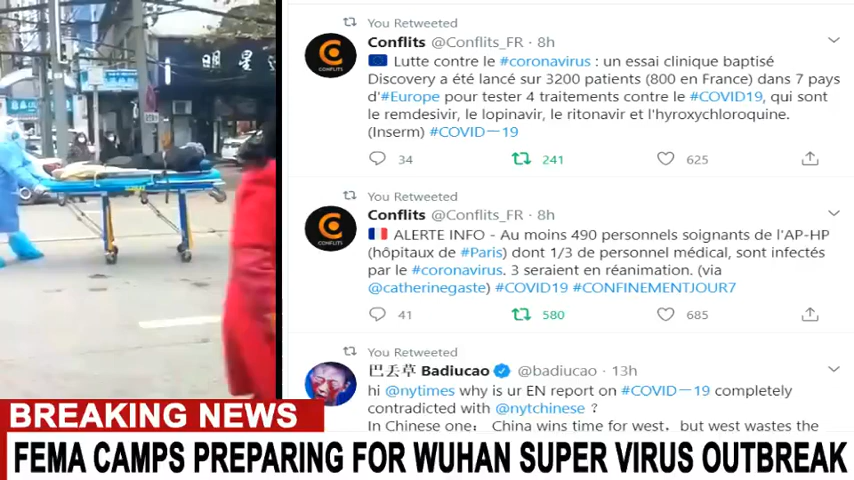 明星
You Retweeted
Conflits @Conflits_FR · 8h
Lutte contre le #coronavirus : un essai clinique baptisé
Discovery a été lancé sur 3200 patients (800 en France) dans 7 pays
d'#Europe pour tester 4 traitements contre le #COVID19, qui sont
le remdesivir, le lopinavir, le ritonavir et l'hyroxychloroquine.
(Inserm) #COVID—19
34 241 625
You Retweeted
Conflits @Conflits_FR · 8h
ALERTE INFO - Au moins 490 personnels soignants de l'AP-HP
(hôpitaux de #Paris) dont 1/3 de personnel médical, sont infectés
par le #coronavirus. 3 seraient en réanimation. (via
@catherinegaste) #COVID19 #CONFINEMENTJOUR7
41 580 685
You Retweeted
巴丢草 Badiucao @badiucao · 13h
hi @nytimes why is ur EN report on #COVID—19 completely
contradicted with @nytchinese ?
In Chinese one： China wins time for west，but west wastes the
BREAKING NEWS
FEMA CAMPS PREPARING FOR WUHAN SUPER VIRUS OUTBREAK
CONFLITS
CONFLITS